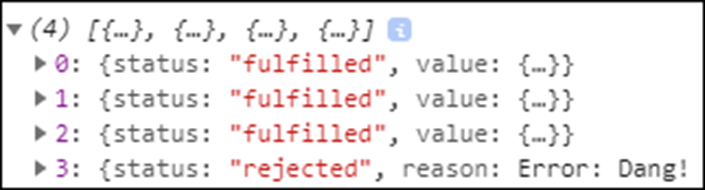 (4) [{…}, {…}, {…}, {…}] i
0: {status: "fulfilled", value: {…}}
1: {status: "fulfilled", value: {…}}
2: {status: "fulfilled", value: {…}}
3: {status: "rejected", reason: Error: Dang!